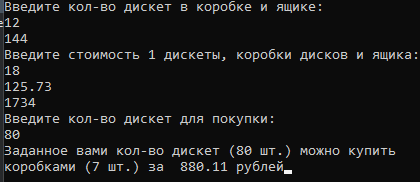 Введите кол-во дискет в коробке и ящике:
12
144
Введите стоимость 1 дискеты, коробки дисков и ящика:
18
125.73
1734
Введите кол-во дискет для покупки:
80
Заданное вами кол-во дискет (80 шт.) можно купить
коробками (7 шт.) за  880.11 рублей